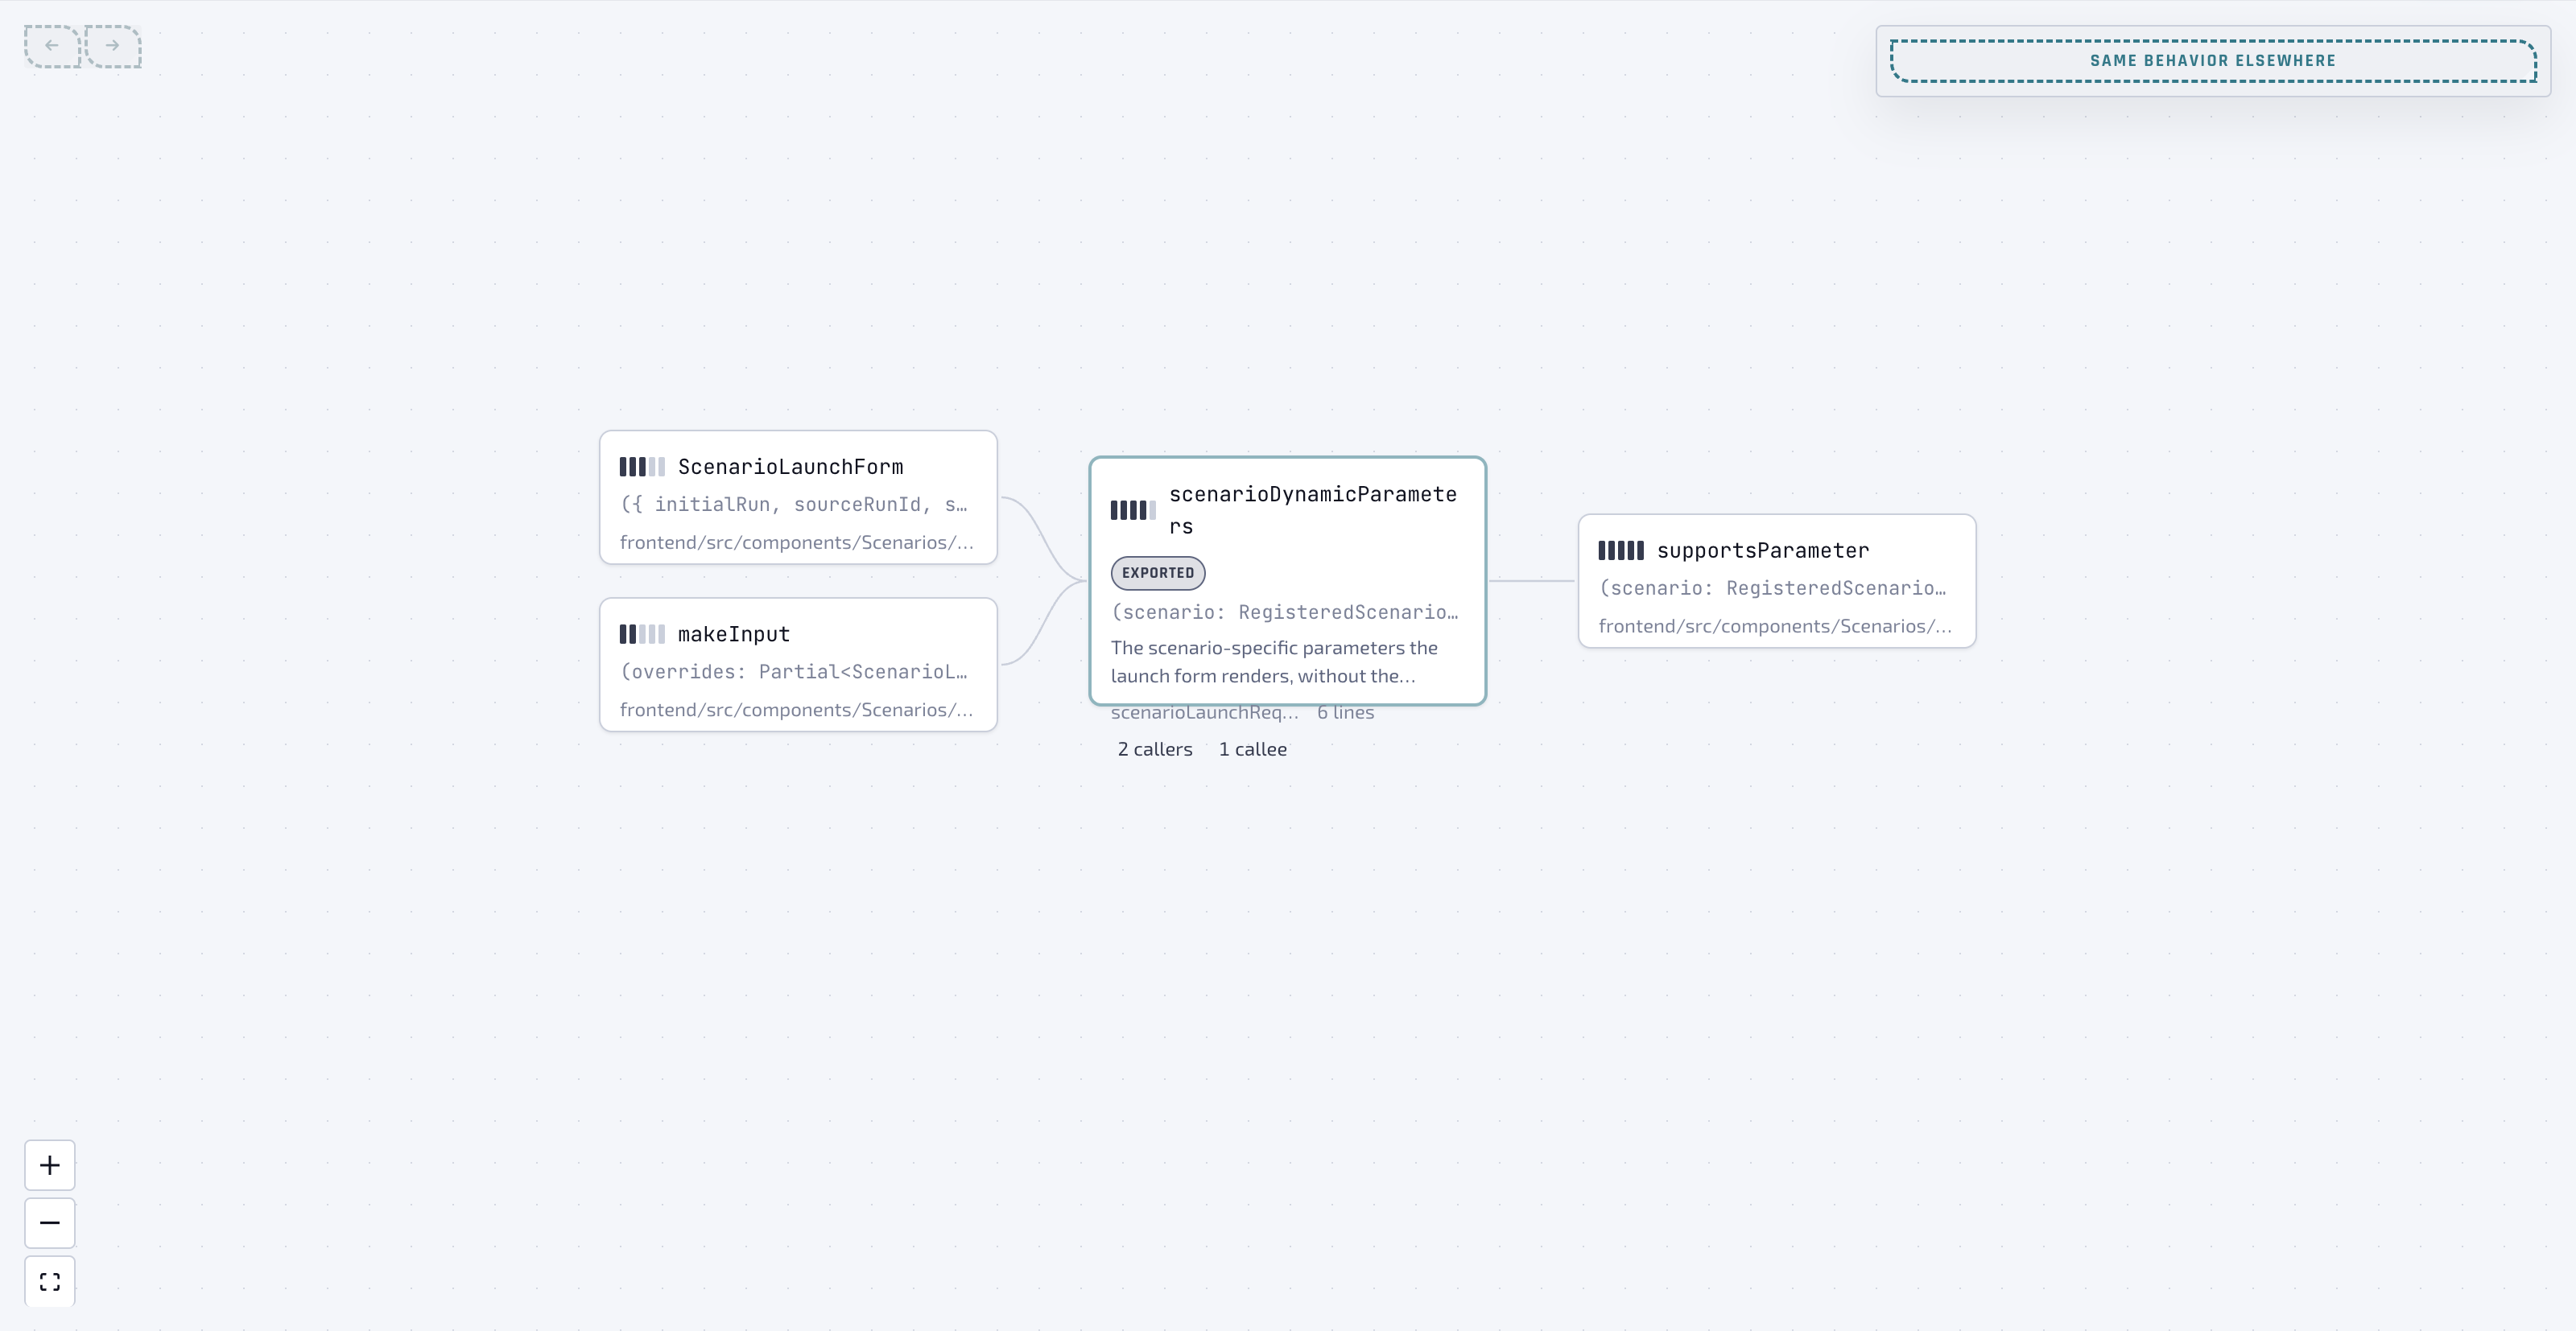 SAME BEHAVIOR ELSEWHERE
ScenarioLaunchForm
({ initialRun, sourceRunId, s…
frontend/src/components/Scenarios/…
makeInput
(overrides: Partial<ScenarioL…
frontend/src/components/Scenarios/…
scenarioDynamicParamete
rs
EXPORTED
(scenario: RegisteredScenario…
The scenario-specific parameters the
launch form renders, without the…
scenarioLaunchReq… 6 lines
2 callers 1 callee
supportsParameter
(scenario: RegisteredScenario…
frontend/src/components/Scenarios/…